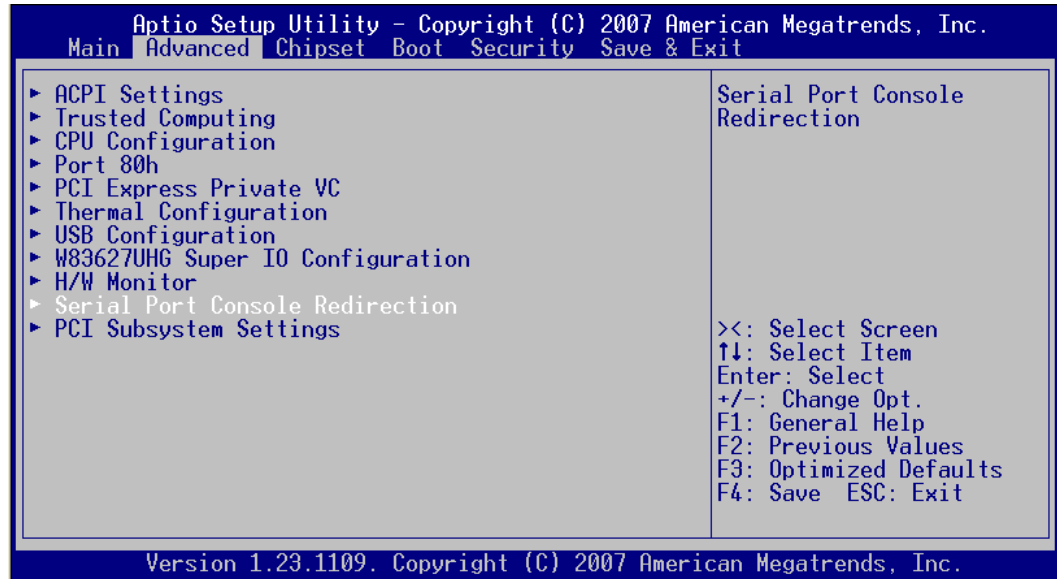 Aptio Setup Utility – Copyright (C) 2007 American Megatrends, Inc.
Main Advanced Chipset Boot Security Save & Exit
► ACPI Settings
► Trusted Computing
► CPU Configuration
► Port 80h
► PCI Express Private VC
► Thermal Configuration
► USB Configuration
► W83627UHG Super IO Configuration
► H/W Monitor
► Serial Port Console Redirection
► PCI Subsystem Settings
Serial Port Console
Redirection
><: Select Screen
↑↓: Select Item
Enter: Select
+/-: Change Opt.
F1: General Help
F2: Previous Values
F3: Optimized Defaults
F4: Save ESC: Exit
Version 1.23.1109. Copyright (C) 2007 American Megatrends, Inc.